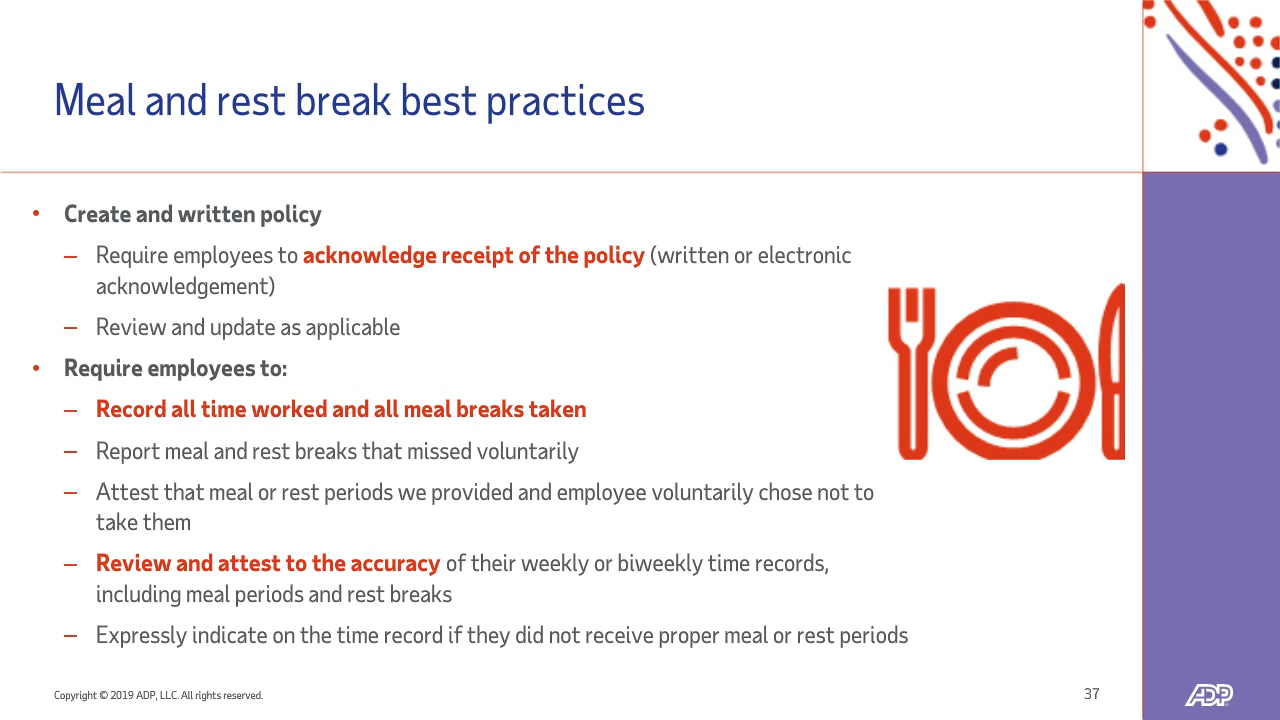 Meal and rest break best practices
• Create and written policy
– Require employees to acknowledge receipt of the policy (written or electronic
acknowledgement)
– Review and update as applicable
• Require employees to:
– Record all time worked and all meal breaks taken
– Report meal and rest breaks that missed voluntarily
– Attest that meal or rest periods we provided and employee voluntarily chose not to
take them
– Review and attest to the accuracy of their weekly or biweekly time records,
including meal periods and rest breaks
– Expressly indicate on the time record if they did not receive proper meal or rest periods
Copyright © 2019 ADP, LLC. All rights reserved.
37
ADP